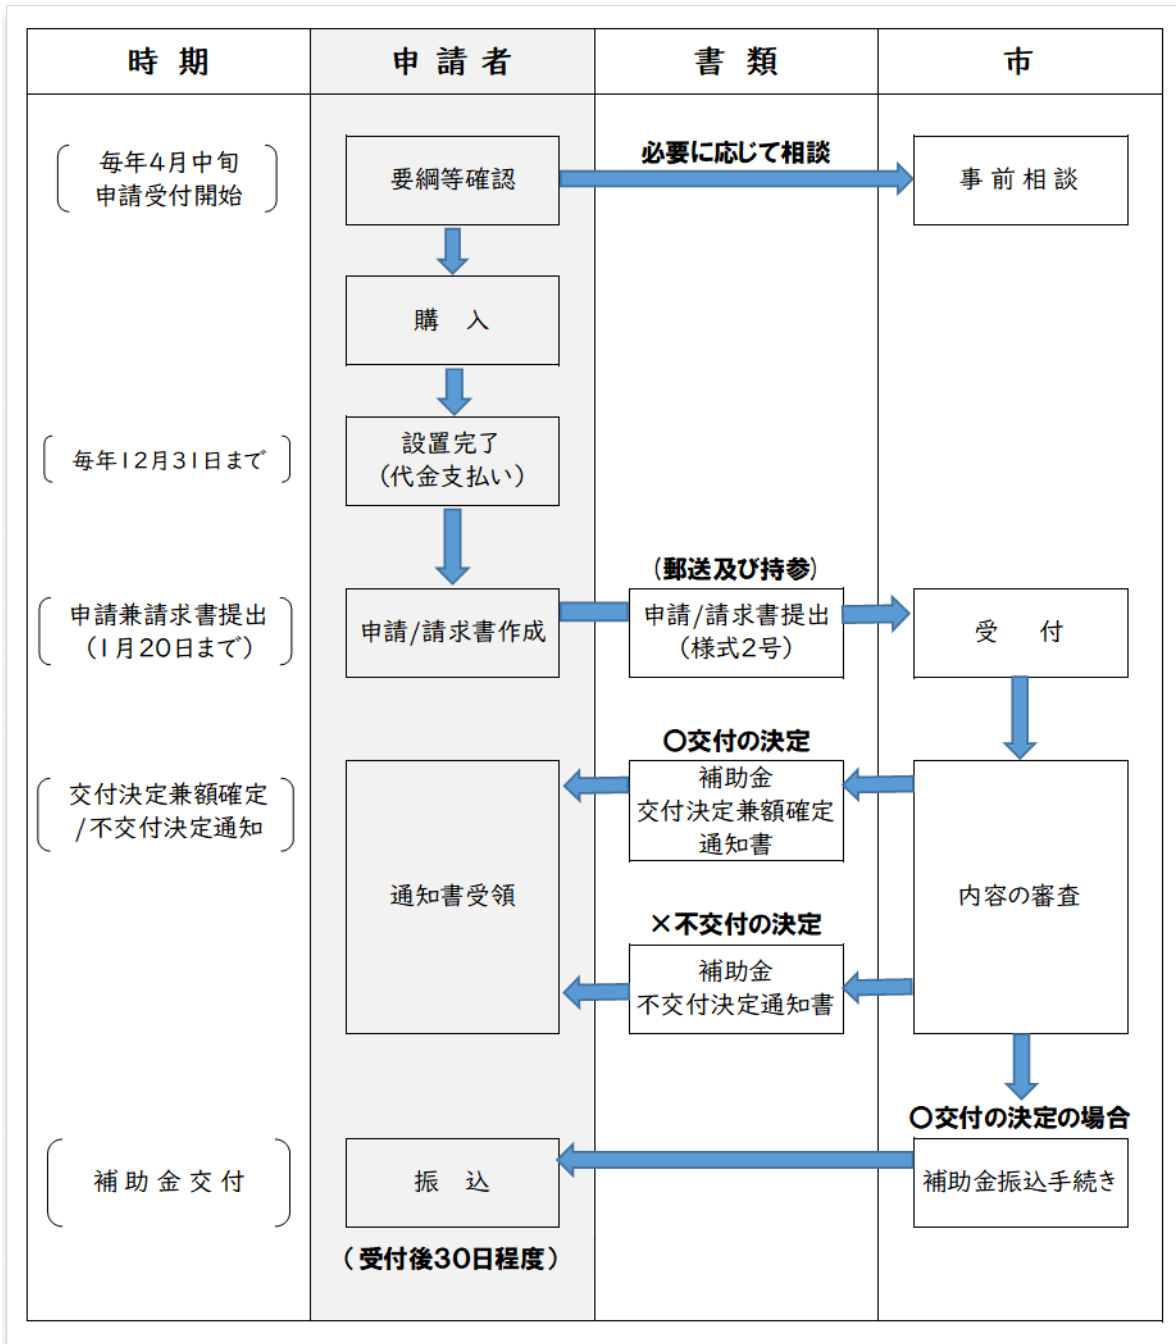 時期
申請者
書類
市
毎年4月中旬
申請受付開始
要綱等確認
必要に応じて相談
事前相談
購　入
毎年12月31日まで
設置完了
(代金支払い)
申請兼請求書提出
(1月20日まで)
申請/請求書作成
(郵送及び持参)
申請/請求書提出
(様式2号)
受　付
交付決定兼額確定
/不交付決定通知
通知書受領
〇交付の決定
補助金
交付決定兼額確定
通知書
×不交付の決定
補助金
不交付決定通知書
内容の審査
〇交付の決定の場合
補助金交付
振　込
補助金振込手続き
(受付後30日程度)